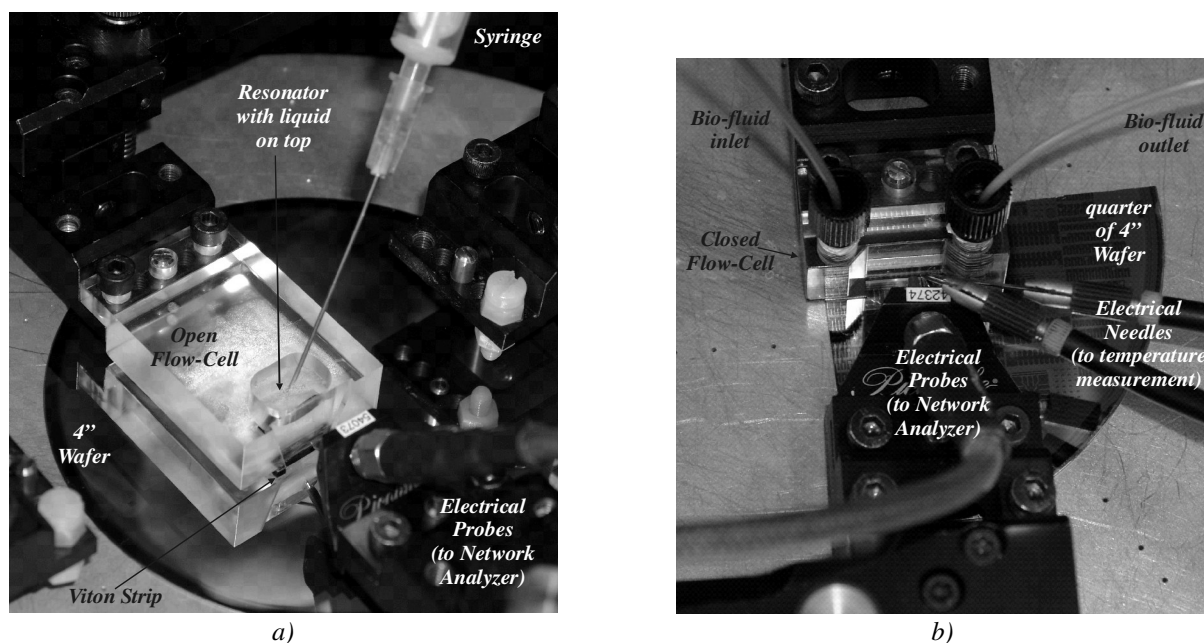 Syringe
Resonator
with liquid
on top
Open
Flow-Cell
4”
Wafer
54073
Electrical
Probes
(to Network
Analyzer)
Viton Strip
a)
Bio-fluid
inlet
Bio-fluid
outlet
quarter
of 4”
Wafer
Closed
Flow-Cell
42374
Electrical
Needles
(to temperature
measurement)
Electrical
Probes
(to Network
Analyzer)
b)